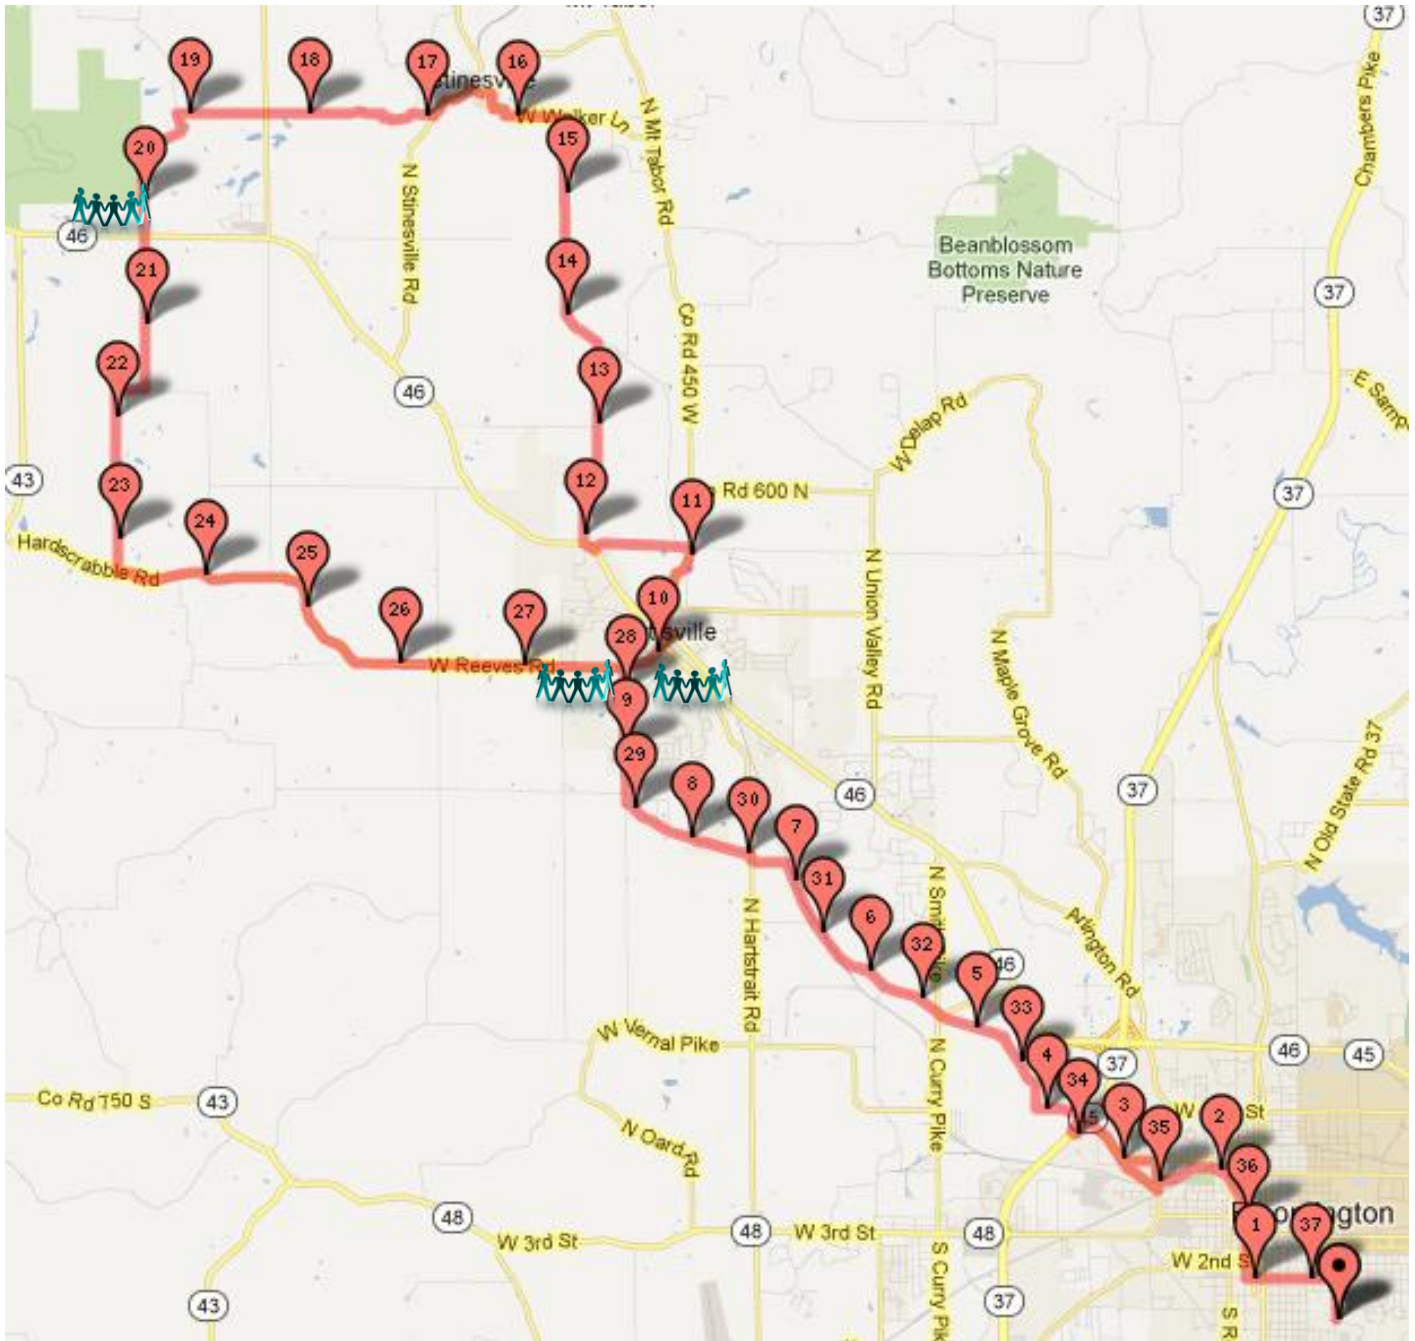 37
Chambers Pike
19
18
17
16
W Walker Ln
N Mt Tabor Rd
15
20
N Stinesville Rd
46
21
14
Beanblossom
Bottoms Nature
Preserve
37
Co Rd 450 W
22
13
46
E
W Delap Rd
43
23
12
11
Rd 600 N
37
24
25
Hardscrabble Rd
N Union Valley Rd
10
26
27
28
W Reeves Rd
N Maple Grove Rd
9
29
8
30
46
37
N Old State Rd 37
7
31
6
32
N Hartstrait Rd
46
5
Arlington Rd
33
W Vernal Pike
4
37
46
45
34
Co Rd 750 S
43
3
35
W
2
St
N Curry Pike
N Oard Rd
36
48
W 3rd St
48
W 3rd St
48
1
37
W 2nd S
S Curry Pik
43
37
S R